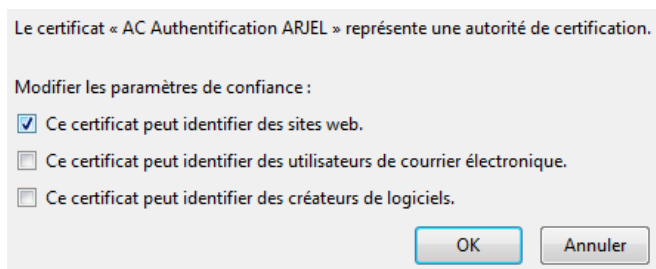 Le certificat « AC Authentification ARJEL » représente une autorité de certification.
Modifier les paramètres de confiance :
Ce certificat peut identifier des sites web.
Ce certificat peut identifier des utilisateurs de courrier électronique.
Ce certificat peut identifier des créateurs de logiciels.
OK Annuler